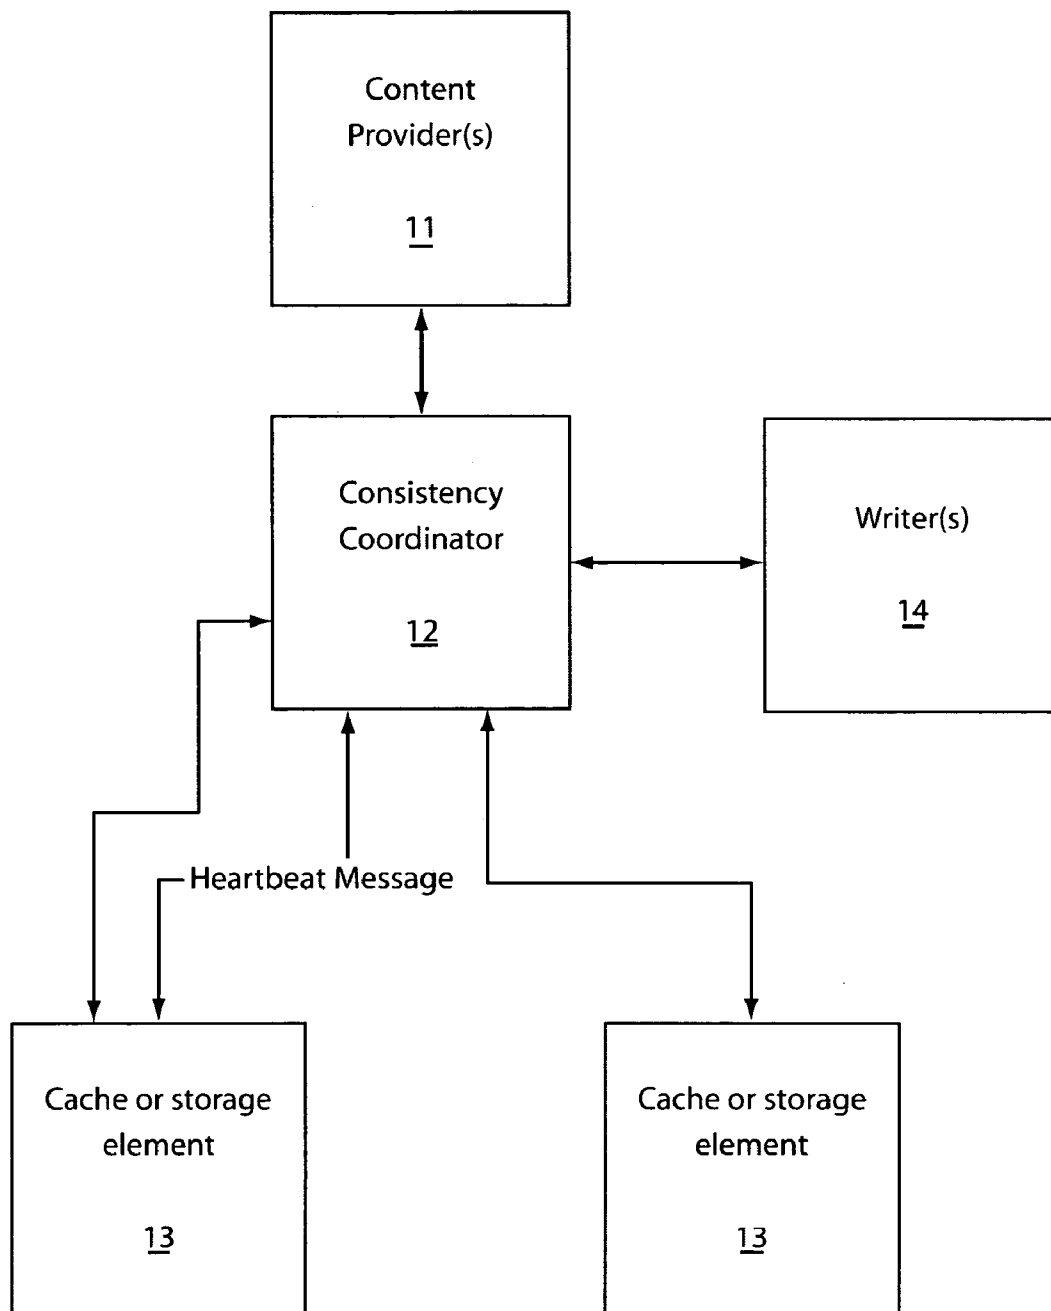 Content
Provider(s)
11
Consistency
Coordinator
12
Writer(s)
14
Heartbeat Message
Cache or storage
element
13
Cache or storage
element
13